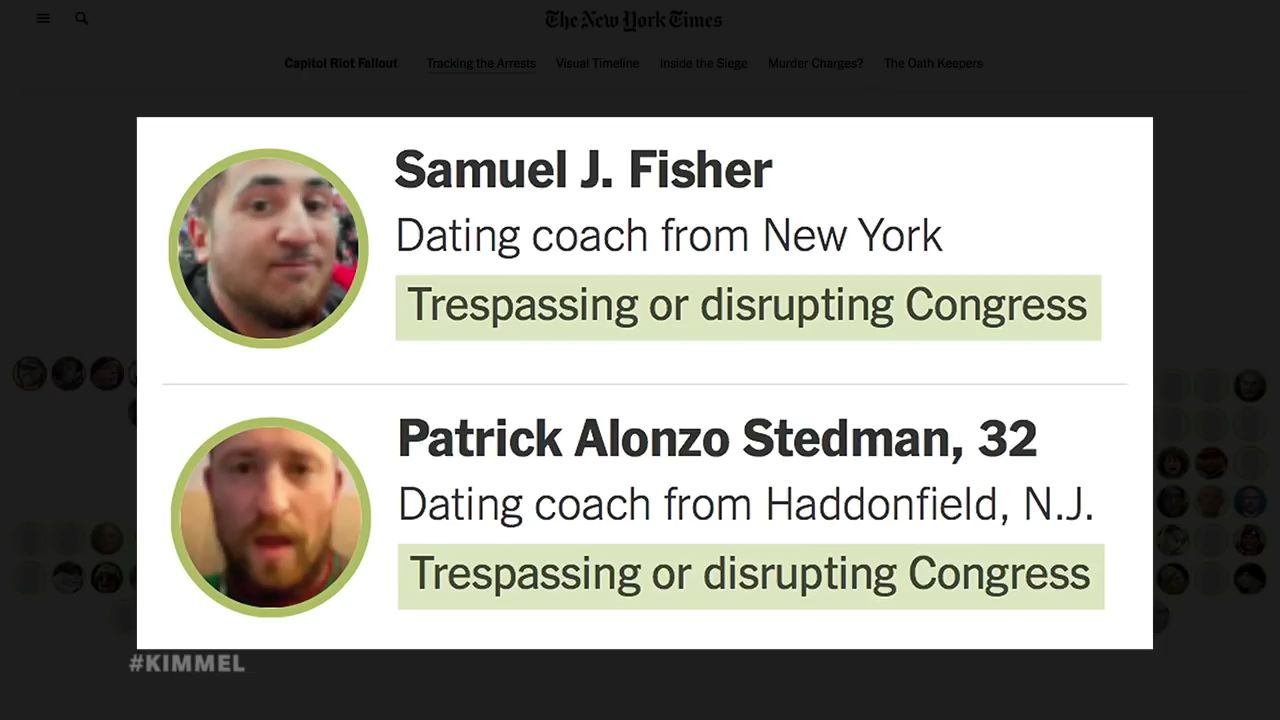 The New York Times
Capitol Riot Fallout Tracking the Arrests Visual Timeline Inside the Siege Murder Charges? The Oath Keepers
Samuel J. Fisher
Dating coach from New York
Trespassing or disrupting Congress
Patrick Alonzo Stedman, 32
Dating coach from Haddonfield, N.J.
Trespassing or disrupting Congress
#KIMMEL